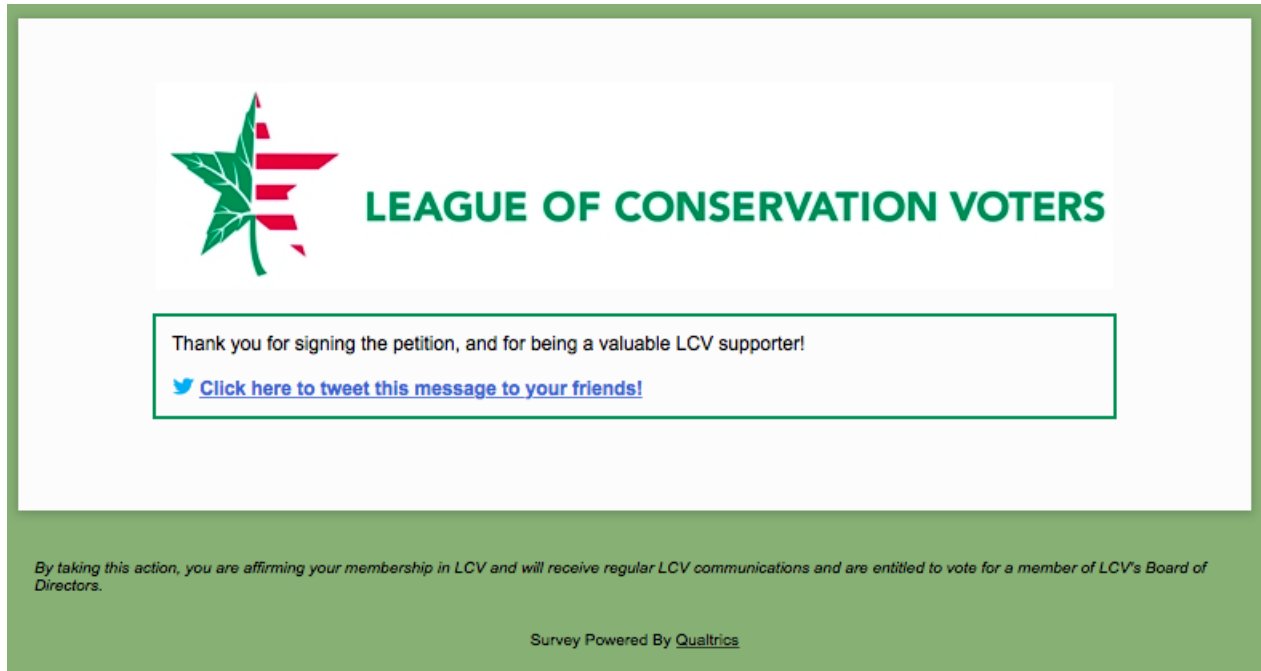 LEAGUE OF CONSERVATION VOTERS
Thank you for signing the petition, and for being a valuable LCV supporter!
Click here to tweet this message to your friends!
By taking this action, you are affirming your membership in LCV and will receive regular LCV communications and are entitled to vote for a member of LCV's Board of
Directors.
Survey Powered By Qualtrics